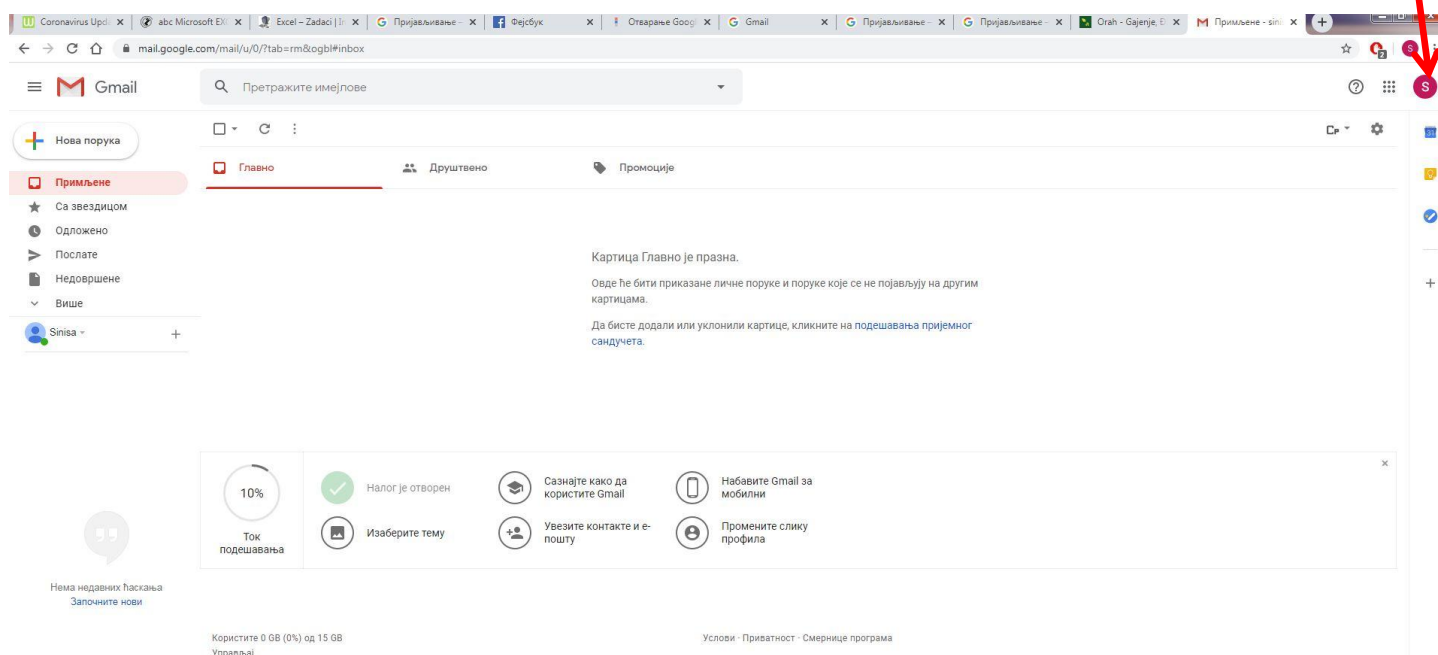 Coronavirus Upd
abc Microsoft EX
Excel – Zadaci | I
Пријављивање –
Фејсбук
Отварање Googl
Gmail
Пријављивање –
Пријављивање –
Orah - Gajenje, Đ
Примљене - sini
mail.google.com/mail/u/0/?tab=rm&ogbl#inbox
2
S
Gmail
Претражите имејлове
S
Нова порука
Ср
31
Главно
Друштвено
Промоције
Примљене
Са звездицом
Одложено
Послате
Недовршене
Више
Sinisa
Картица Главно је празна.
Овде ће бити приказане личне поруке и поруке које се не појављују на другим
картицама.
Да бисте додали или уклонили картице, кликните на подешавања пријемног
сандучета.
10%
Ток
подешавања
Налог је отворен
Сазнајте како да
користите Gmail
Набавите Gmail за
мобилни
Изаберите тему
Увезите контакте и е-
пошту
Промените слику
профила
Нема недавних ћаскања
Започните нови
Користите 0 GB (0%) од 15 GB
Управљај
Услови · Приватност · Смернице програма